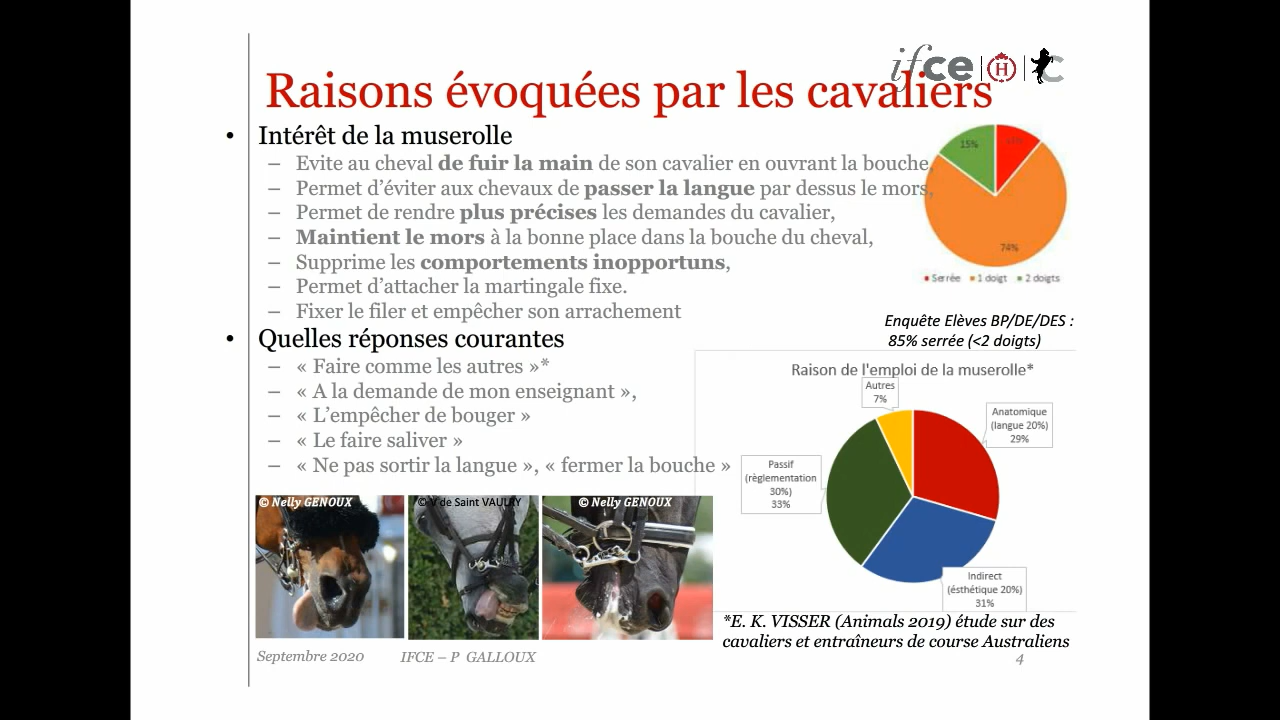 ifce
H
Raisons évoquées par les cavaliers
• Intérêt de la muserolle
– Evite au cheval de fuir la main de son cavalier en ouvrant la bouche,
– Permet d'éviter aux chevaux de passer la langue par dessus le mors,
– Permet de rendre plus précises les demandes du cavalier,
– Maintient le mors à la bonne place dans la bouche du cheval,
– Supprime les comportements inopportuns,
– Permet d'attacher la martingale fixe.
– Fixer le filer et empêcher son arrachement
• Quelles réponses courantes
– « Faire comme les autres »*
– « A la demande de mon enseignant »,
– « L'empêcher de bouger »
– « Le faire saliver »
– « Ne pas sortir la langue », « fermer la bouche »
15%
11%
74%
Serrée 1 doigt 2 doigts
Enquête Elèves BP/DE/DES :
85% serrée (<2 doigts)
Raison de l'emploi de la muserolle*
Autres
7%
Anatomique
(langue 20%)
29%
Passif
(règlementation
30%)
33%
Indirect
(ésthétique 20%)
31%
© Nelly GENOUX
© V de Saint VAULRY
© Nelly GENOUX
*E. K. VISSER (Animals 2019) étude sur des
cavaliers et entraîneurs de course Australiens
Septembre 2020
IFCE – P GALLOUX
4